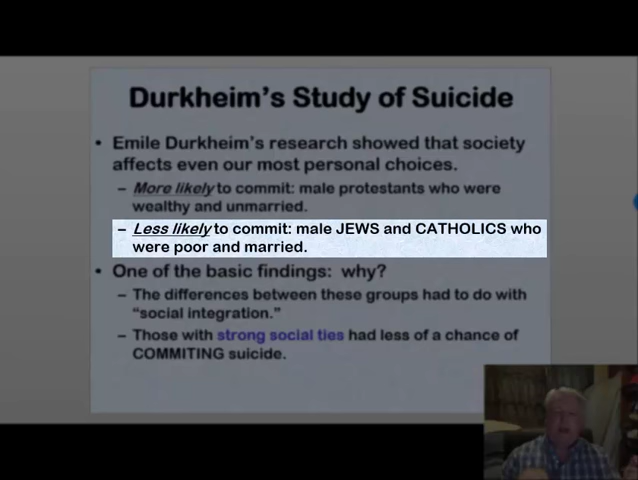 Durkheim's Study of Suicide
• Emile Durkheim's research showed that society
affects even our most personal choices.
– More likely to commit: male protestants who were
wealthy and unmarried.
– Less likely to commit: male JEWS and CATHOLICS who
were poor and married.
• One of the basic findings: why?
– The differences between these groups had to do with
"social integration."
– Those with strong social ties had less of a chance of
COMMITING suicide.